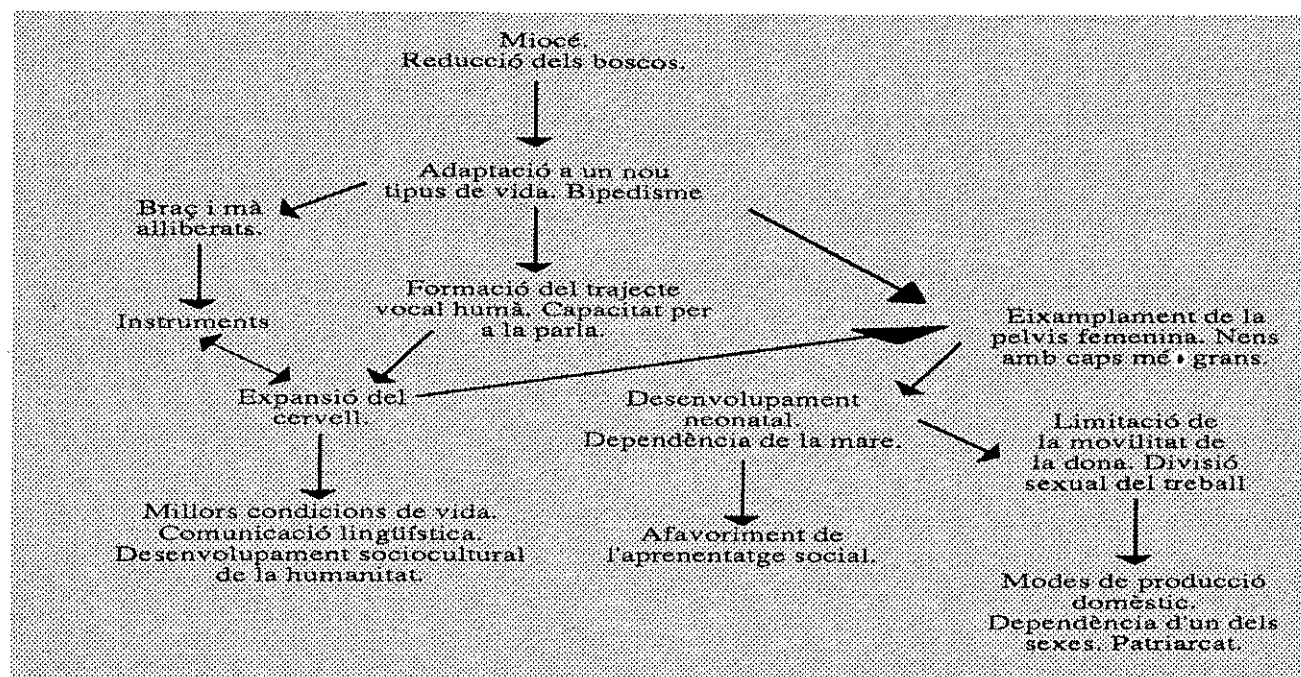 Miocé.
Reducció dels boscos.
Adaptació a un nou
tipus de vida. Bipedisme
Braç i mà
alliberats.
Formació del trajecte
vocal humà. Capacitat per
a la parla.
Instruments
Eixamplament de la
pelvis femenina. Nens
amb caps més grans.
Expansió del
cervell.
Desenvolupament
neonatal.
Dependència de la mare.
Limitació de
la movilitat de
la dona. Divisió
sexual del treball
Millors condicions de vida.
Comunicació lingüística.
Desenvolupament sociocultural
de la humanitat.
Afavoriment de
l'aprenentatge social.
Modes de producció
domèstic.
Dependència d'un dels
sexes. Patriarcat.